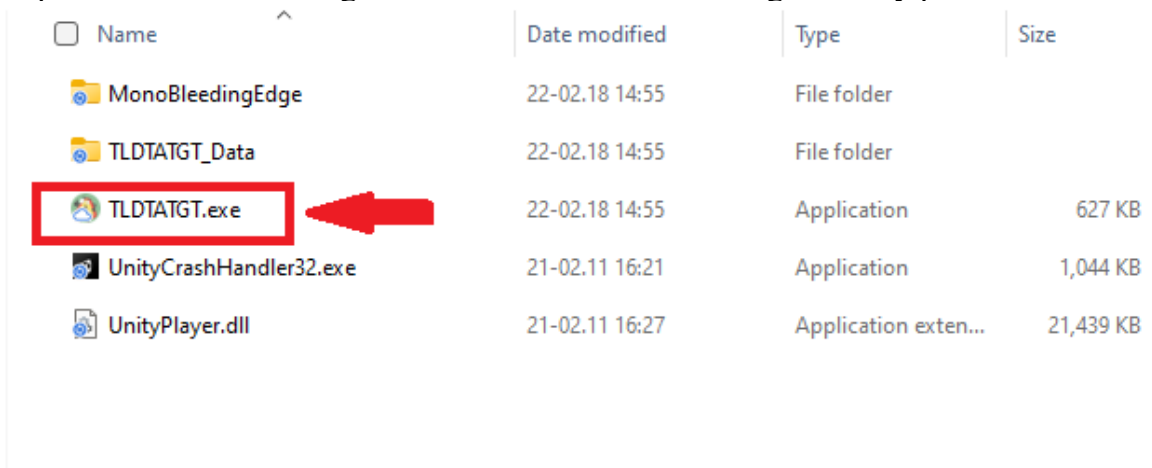 Name Date modified Type Size
MonoBleedingEdge 22-02.18 14:55 File folder
TLDTATGT_Data 22-02.18 14:55 File folder
TLDTATGT.exe 22-02.18 14:55 Application 627 KB
UnityCrashHandler32.exe 21-02.11 16:21 Application 1,044 KB
UnityPlayer.dll 21-02.11 16:27 Application exten... 21,439 KB